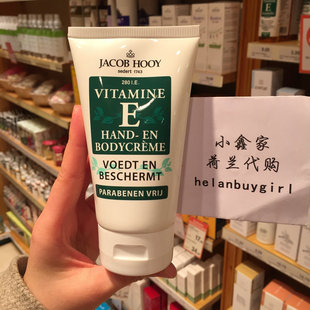 JACOB HOOY
sedert 1743
280 I.E.
VITAMINE
E
HAND- EN
BODYCRÈME
VOEDT EN
BESCHERMT
PARABENEN VRIJ
小鑫家
荷兰代购
helanbuygirl